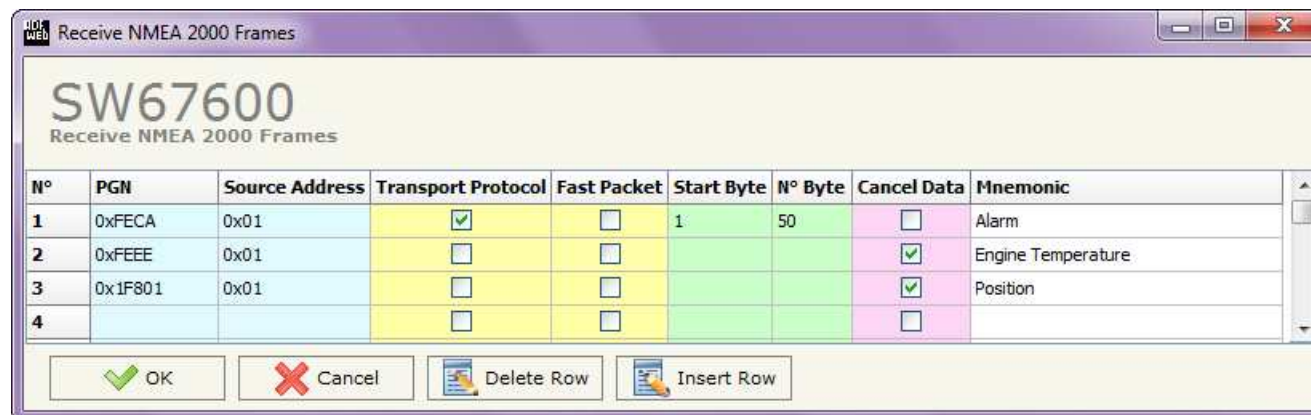 ADF WEB Receive NMEA 2000 Frames
SW67600
Receive NMEA 2000 Frames
N° PGN Source Address Transport Protocol Fast Packet Start Byte N° Byte Cancel Data Mnemonic
1 0xFECA 0x01 1 50 Alarm
2 0xFEEE 0x01 Engine Temperature
3 0x1F801 0x01 Position
4
OK Cancel Delete Row Insert Row